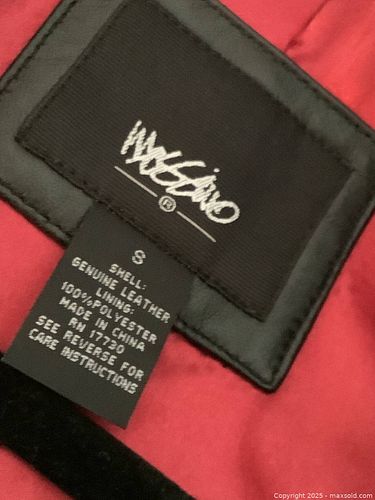 MOSSIMO
®
S
SHELL:
GENUINE LEATHER
LINING:
100%POLYESTER
MADE IN CHINA
RN 17730
SEE REVERSE FOR
CARE INSTRUCTIONS
Copyright 2025 - maxsold.com